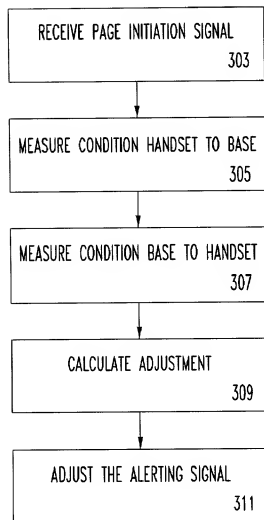 RECEIVE PAGE INITIATION SIGNAL
303
MEASURE CONDITION HANDSET TO BASE
305
MEASURE CONDITION BASE TO HANDSET
307
CALCULATE ADJUSTMENT
309
ADJUST THE ALERTING SIGNAL
311